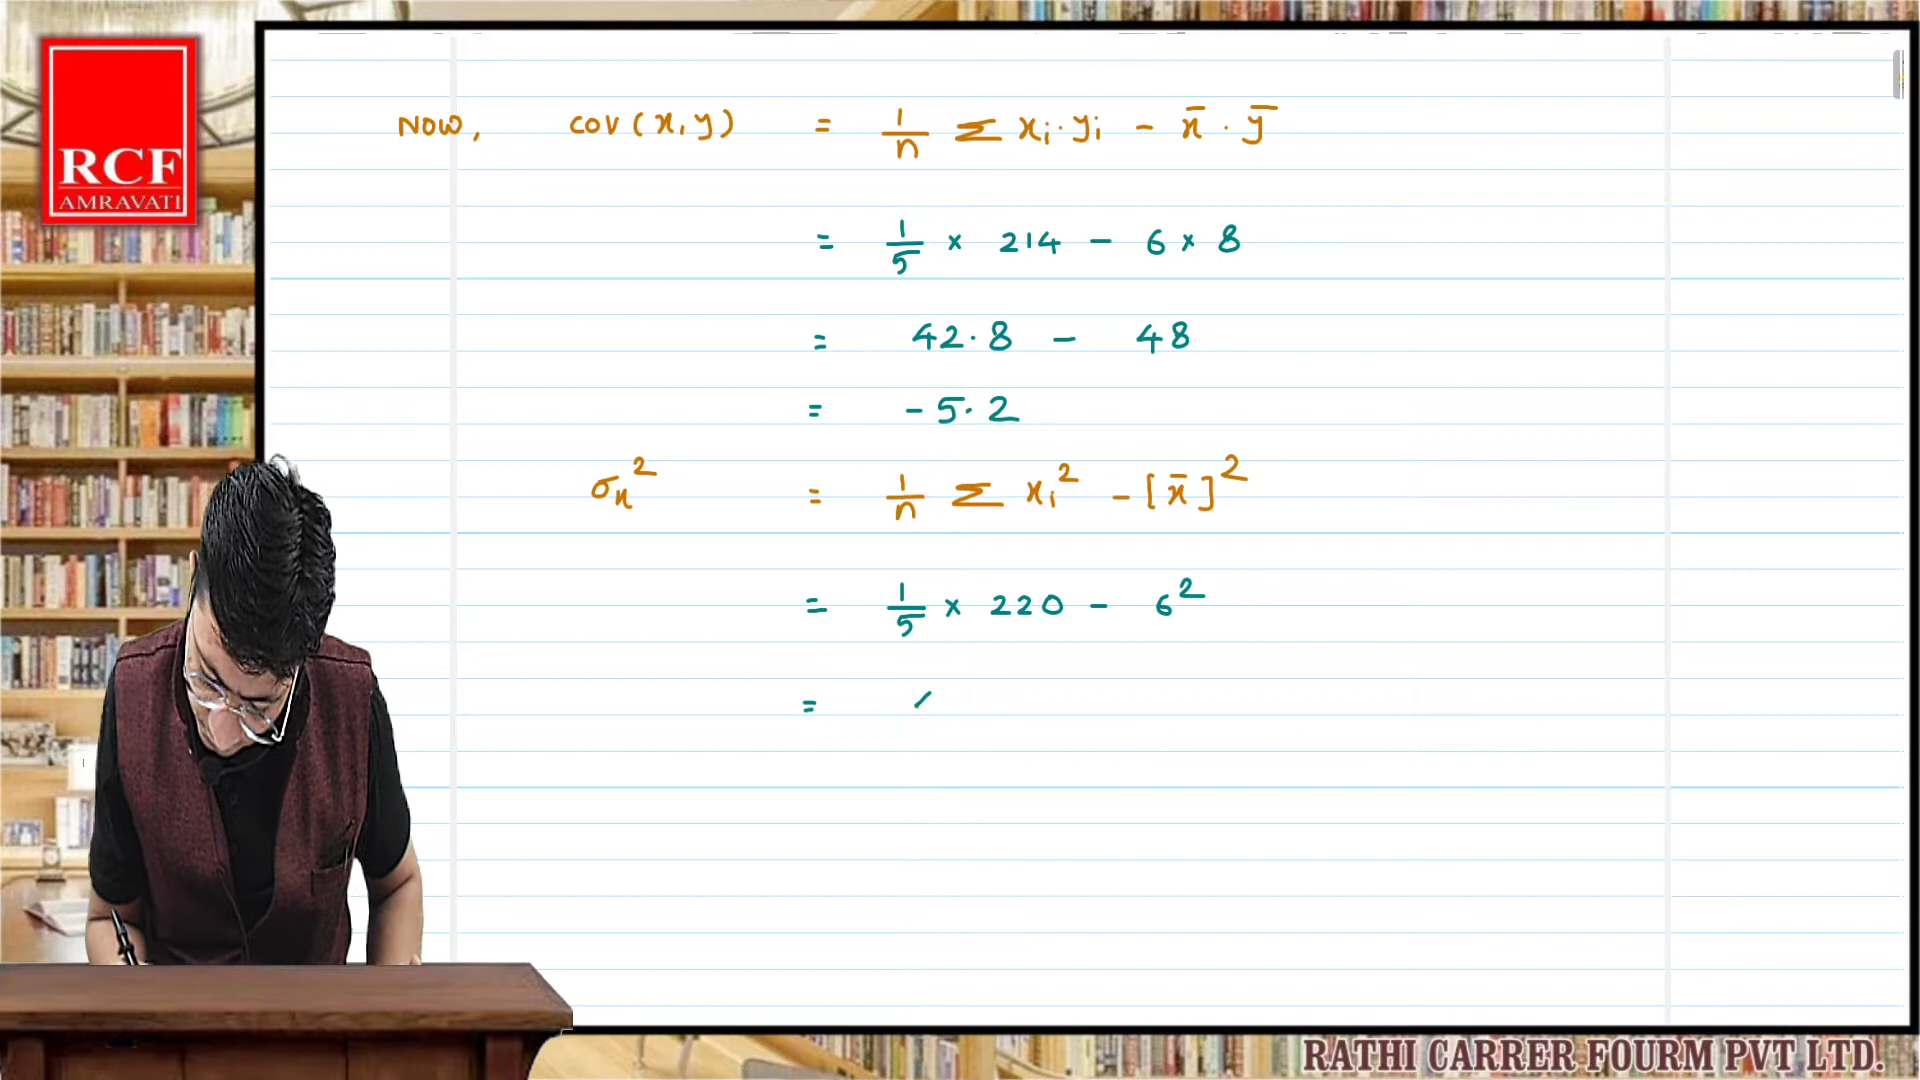 RCF
AMRAVATI
NOW, COV(x,y) = 1/n Σ xi·yi - x̄·ȳ
= 1/5 × 214 - 6 × 8
= 42.8 - 48
= -5.2
σx² = 1/n Σ xi² - [x̄]²
= 1/5 × 220 - 6²
=
RATHI CARRER FOURM PVT LTD.